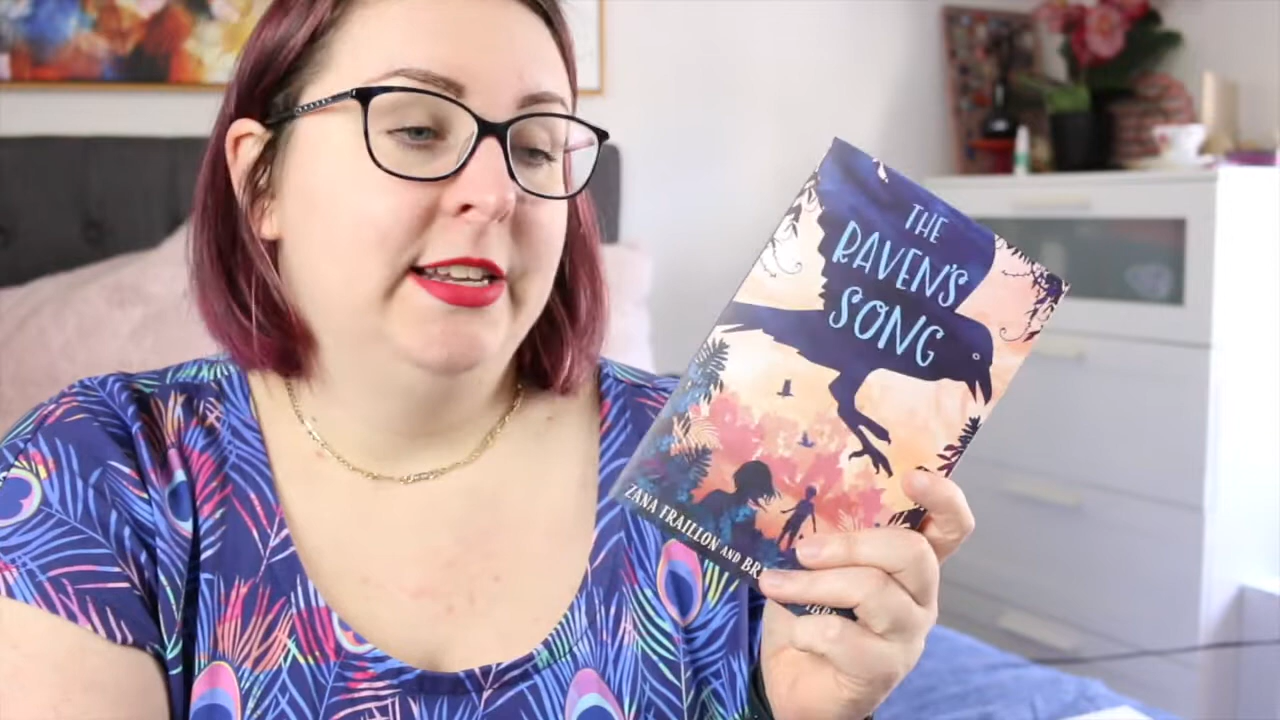 THE
RAVEN'S
SONG
ZANA FRAILLON AND